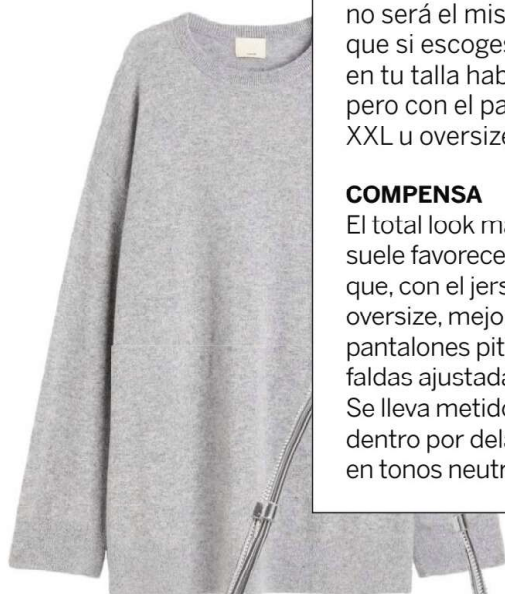 no será el mis
que si escoges
en tu talla hab
pero con el pa
XXL u oversize
COMPENSA
El total look ma
suele favorece
que, con el jers
oversize, mejo
pantalones pit
faldas ajustada
Se lleva metido
dentro por dela
en tonos neutr